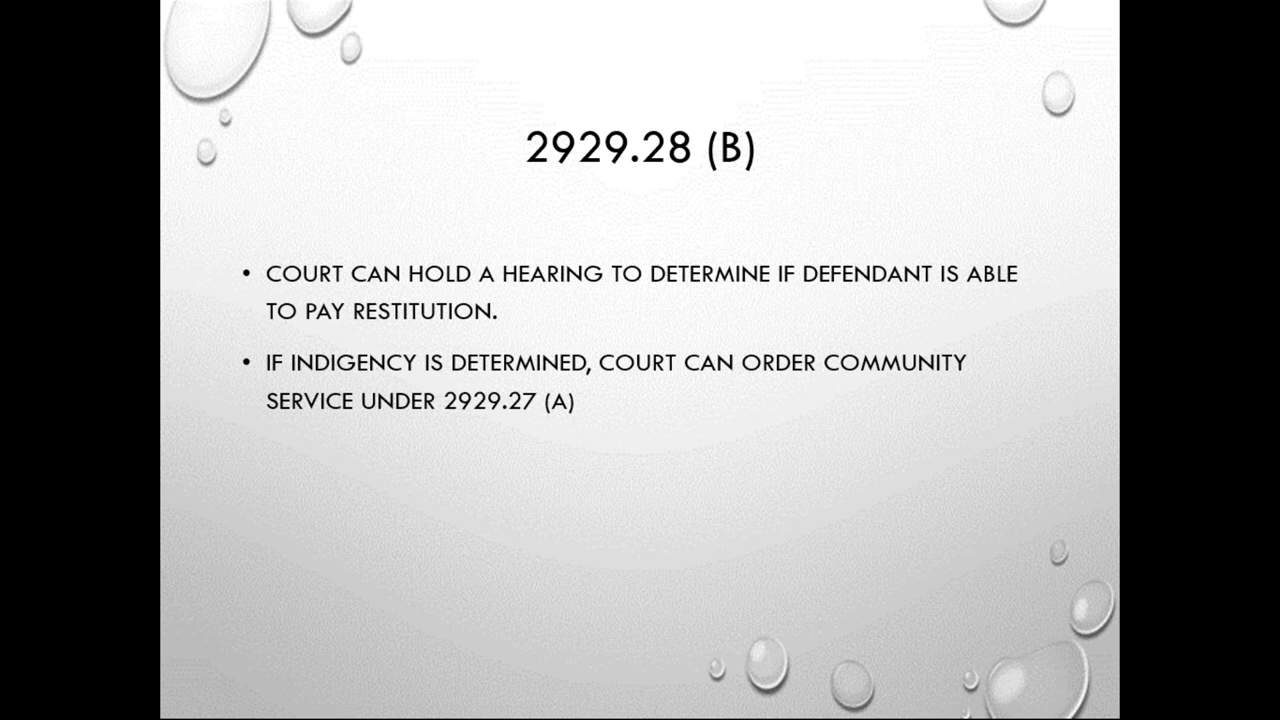 2929.28 (B)
• COURT CAN HOLD A HEARING TO DETERMINE IF DEFENDANT IS ABLE
TO PAY RESTITUTION.
• IF INDIGENCY IS DETERMINED, COURT CAN ORDER COMMUNITY
SERVICE UNDER 2929.27 (A)